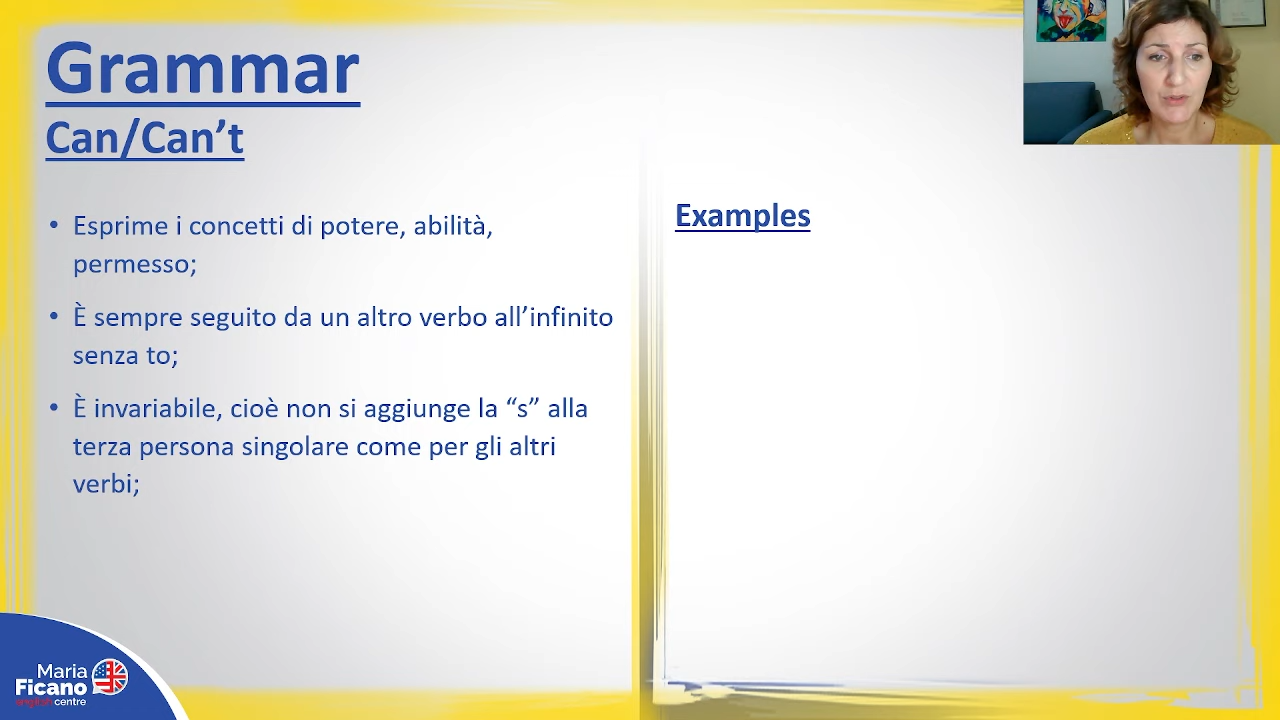 Grammar
Can/Can’t
• Esprime i concetti di potere, abilità,
permesso;
• È sempre seguito da un altro verbo all’infinito
senza to;
• È invariabile, cioè non si aggiunge la “s” alla
terza persona singolare come per gli altri
verbi;
Examples
Maria
Ficano
english centre